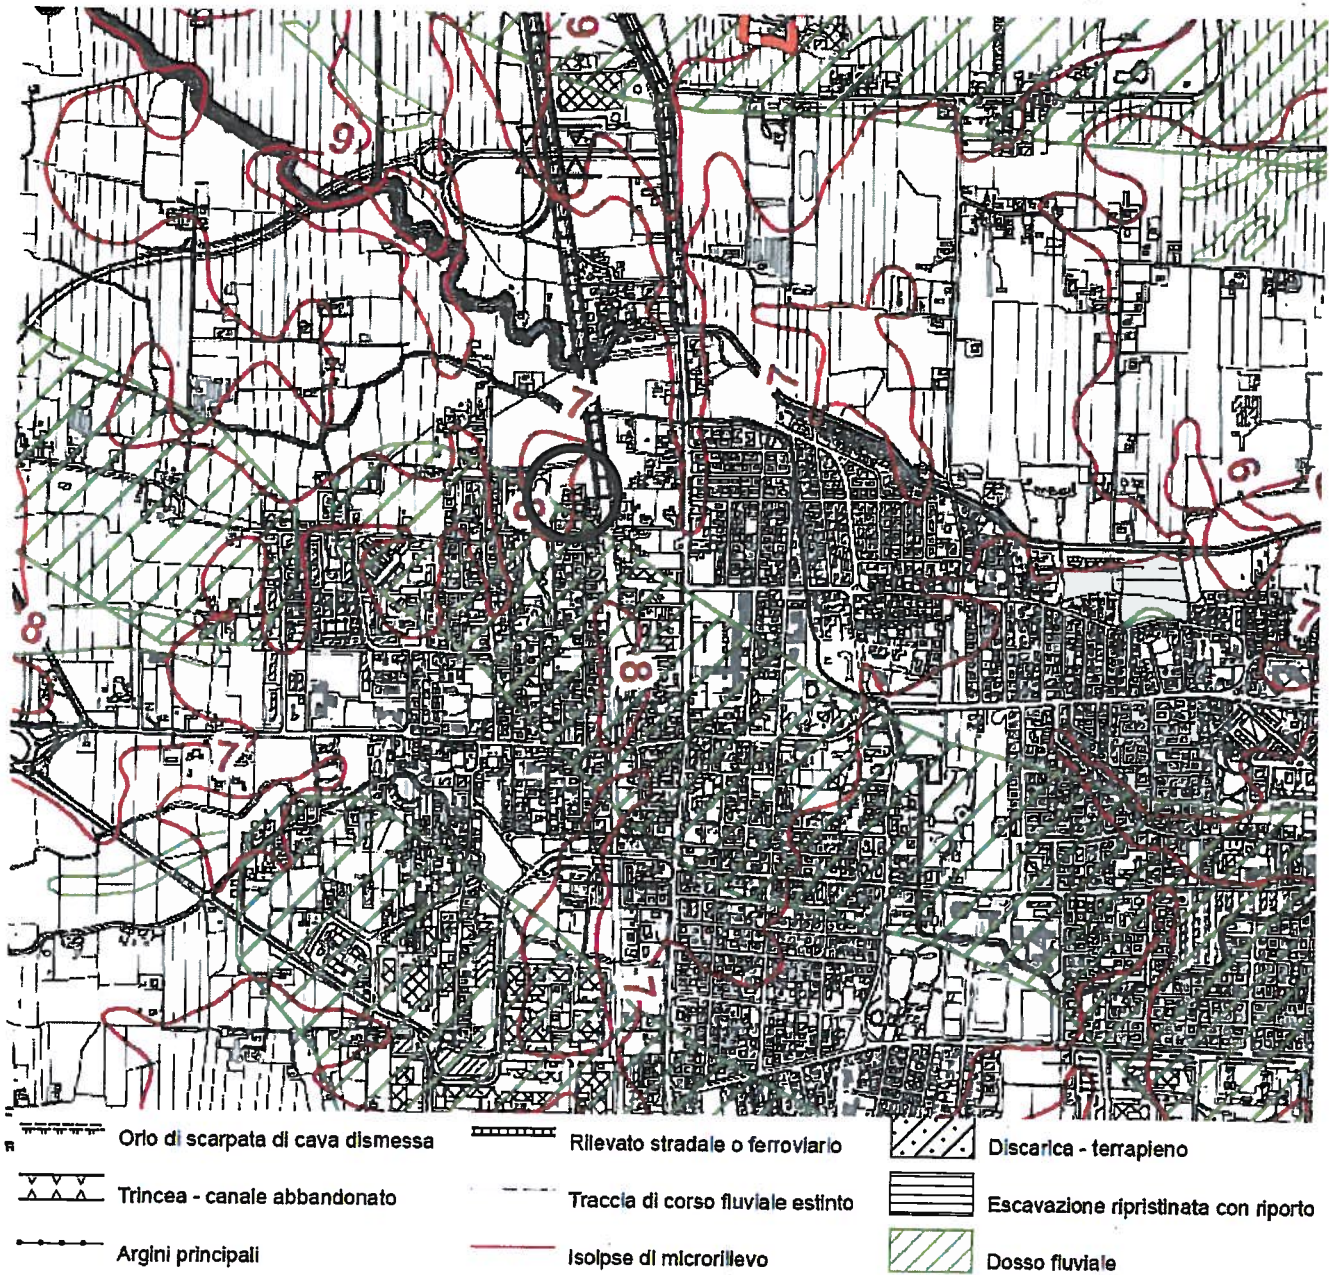 9
9
7
7
6
8
8
8
7
7
7
Orlo di scarpata di cava dismessa
Rilevato stradale o ferroviario
Discarica - terrapieno
Trincea - canale abbandonato
Traccia di corso fluviale estinto
Escavazione ripristinata con riporto
Argini principali
Isoipse di microrilievo
Dosso fluviale